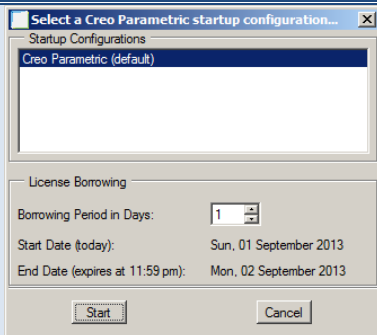 Select a Creo Parametric startup configuration...
Startup Configurations
Creo Parametric (default)
License Borrowing
Borrowing Period in Days: 1
Start Date (today): Sun, 01 September 2013
End Date (expires at 11:59 pm): Mon, 02 September 2013
Start Cancel